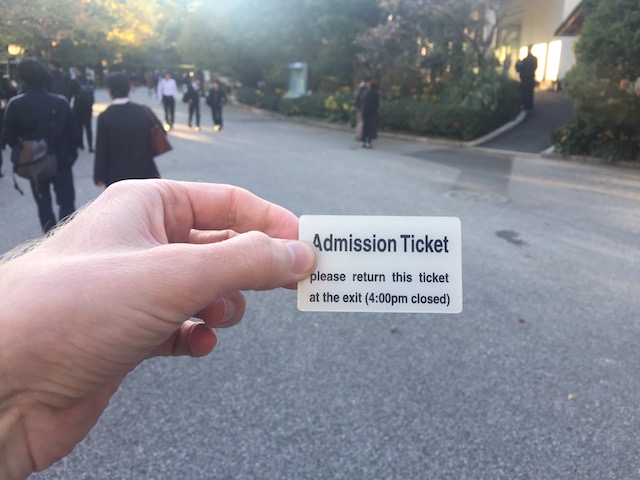 Admission Ticket
please return this ticket
at the exit (4:00pm closed)